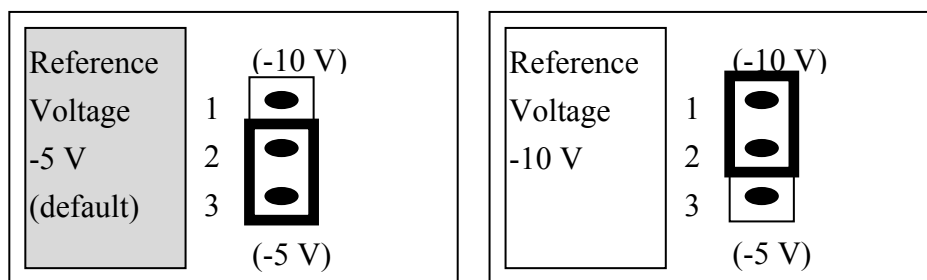 Reference
Voltage
-5 V
(default)
(-10 V)
1
2
3
(-5 V)
Reference
Voltage
-10 V
(-10 V)
1
2
3
(-5 V)